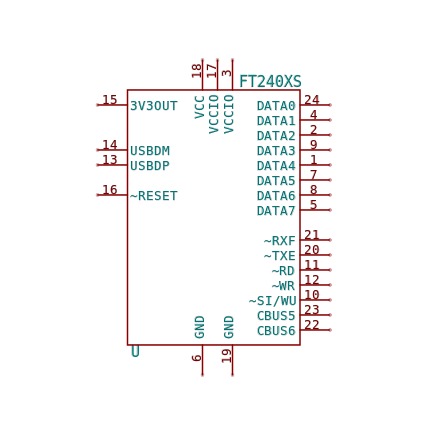 18 17 3 FT240XS
15 3V3OUT VCC VCCIO VCCIO DATA0 24
DATA1 4
DATA2 2
14 USBDM DATA3 9
13 USBDP DATA4 1
DATA5 7
16 ~RESET DATA6 8
DATA7 5
~RXF 21
~TXE 20
~RD 11
~WR 12
~SI/WU 10
GND GND CBUS5 23
CBUS6 22
U 6 19